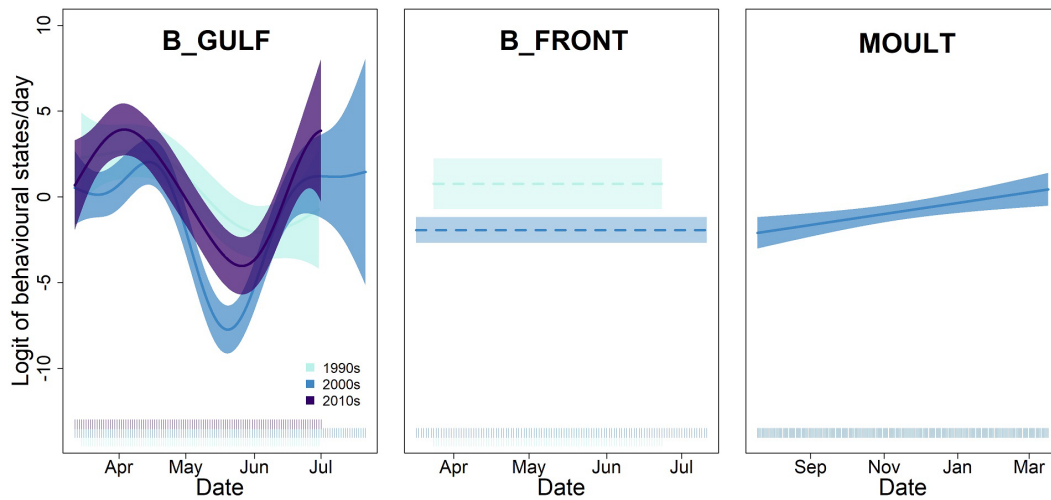 B_GULF
B_FRONT
MOULT
Logit of behavioural states/day
10
5
0
-5
-10
1990s
2000s
2010s
Apr May Jun Jul
Date
Apr May Jun Jul
Date
Sep Nov Jan Mar
Date